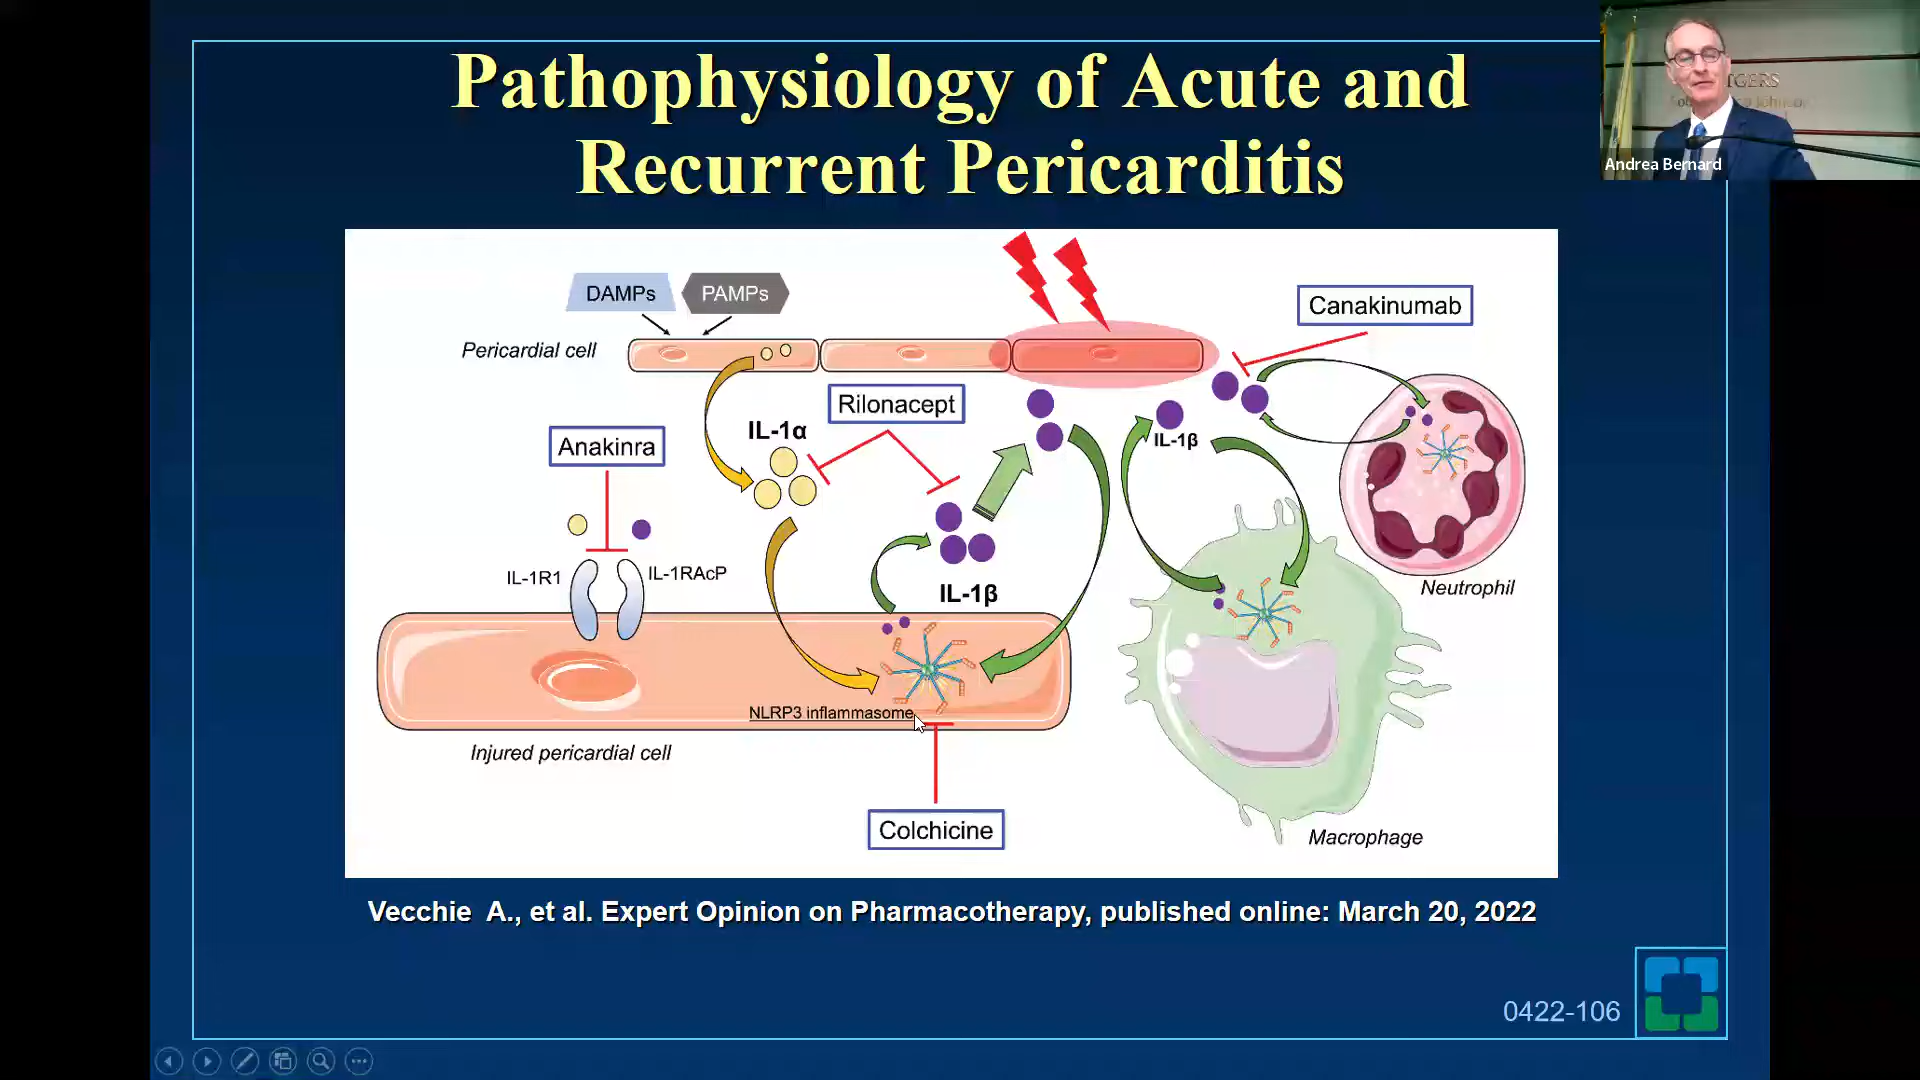 Pathophysiology of Acute and
Recurrent Pericarditis
Andrea Bernard
DAMPs
PAMPs
Pericardial cell
Canakinumab
Rilonacept
IL-1α
Anakinra
IL-1β
IL-1R1
IL-1RAcP
IL-1β
Neutrophil
NLRP3 inflammasome
Injured pericardial cell
Colchicine
Macrophage
Vecchie A., et al. Expert Opinion on Pharmacotherapy, published online: March 20, 2022
0422-106